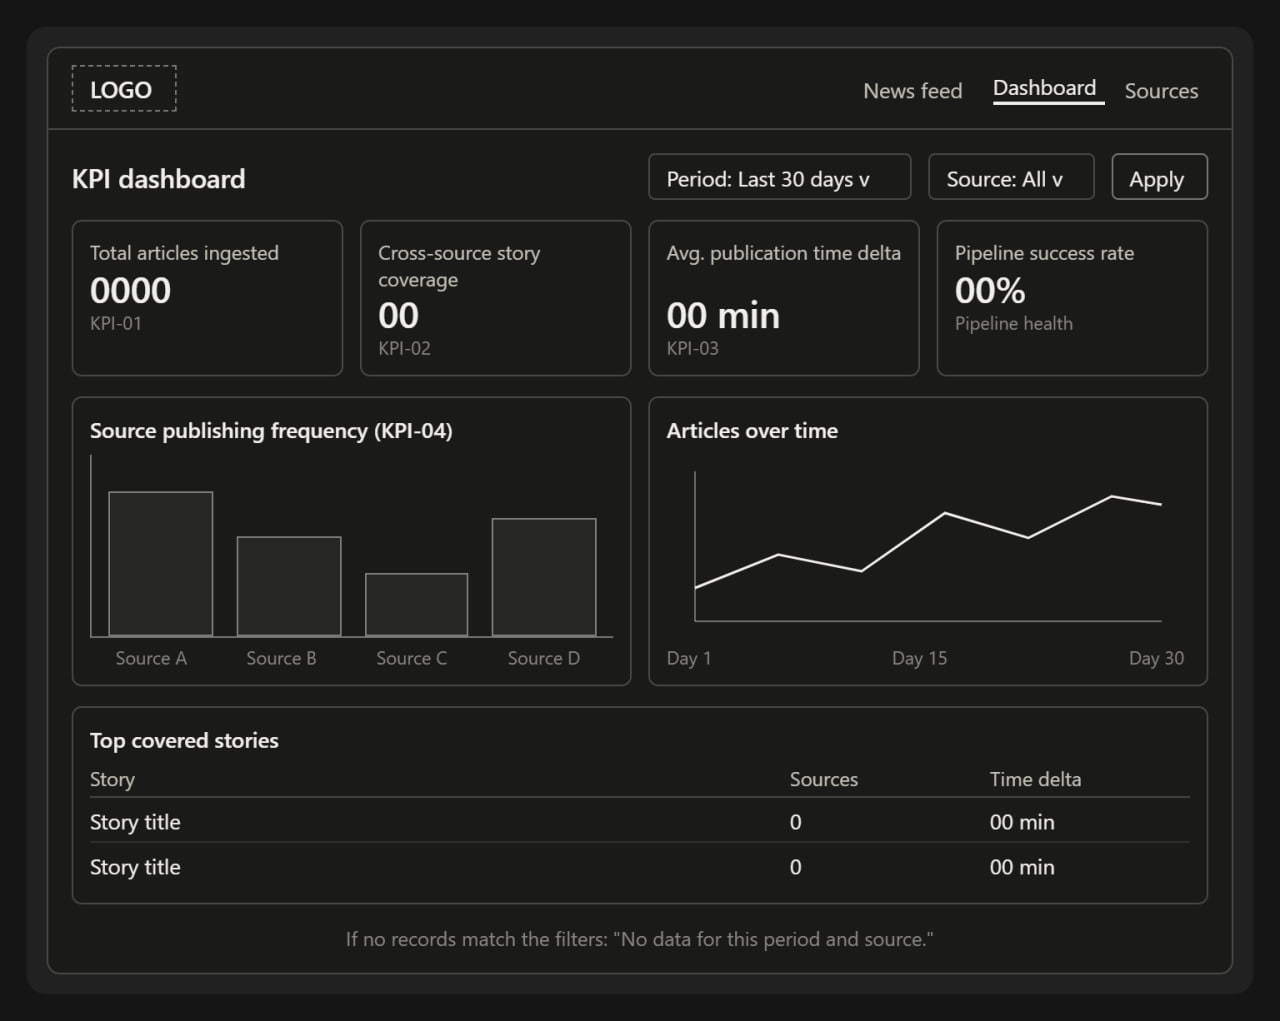 LOGO
News feed
Dashboard
Sources
KPI dashboard
Period: Last 30 days v
Source: All v
Apply
Total articles ingested
0000
KPI-01
Cross-source story
coverage
00
KPI-02
Avg. publication time delta
00 min
KPI-03
Pipeline success rate
00%
Pipeline health
Source publishing frequency (KPI-04)
Source A
Source B
Source C
Source D
Articles over time
Day 1
Day 15
Day 30
Top covered stories
Story Sources Time delta
Story title 0 00 min
Story title 0 00 min
If no records match the filters: "No data for this period and source."